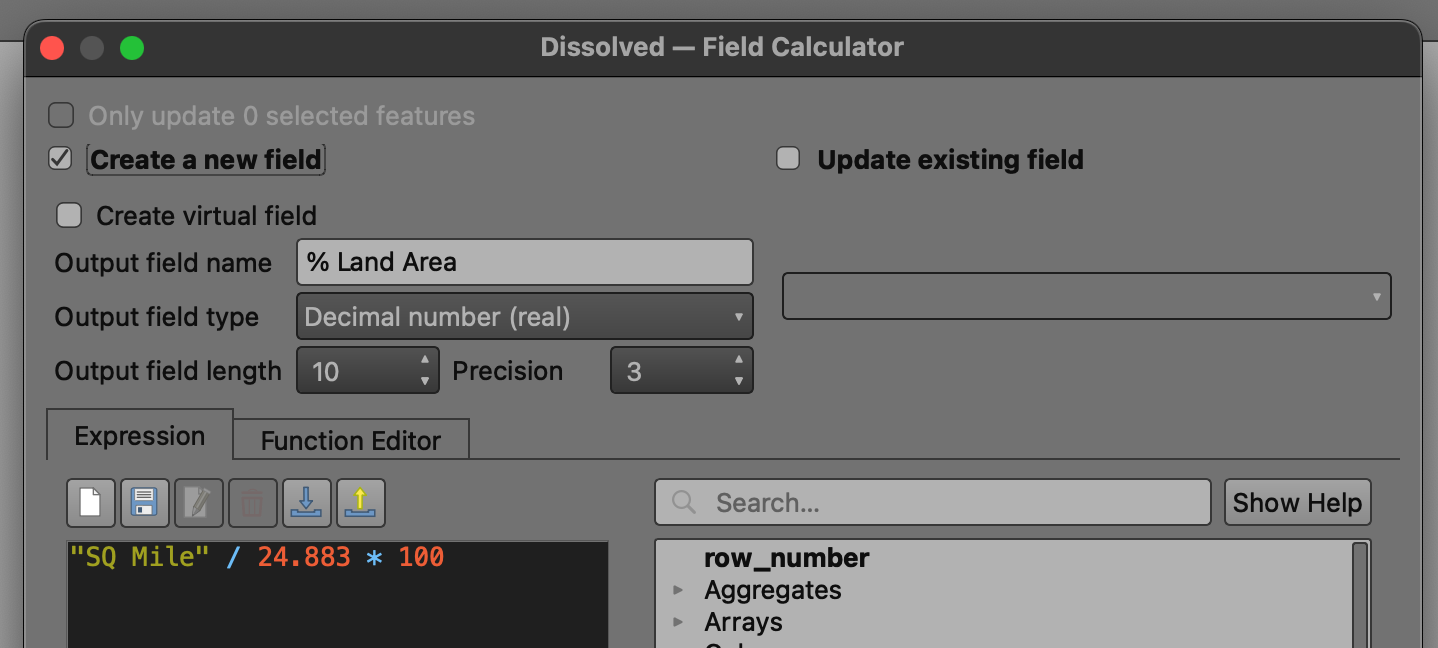 Dissolved — Field Calculator
Only update 0 selected features
Create a new field
Update existing field
Create virtual field
Output field name
% Land Area
Output field type
Decimal number (real)
Output field length
10
Precision
3
Expression
Function Editor
Search...
Show Help
"SQ Mile" / 24.883 * 100
row_number
Aggregates
Arrays